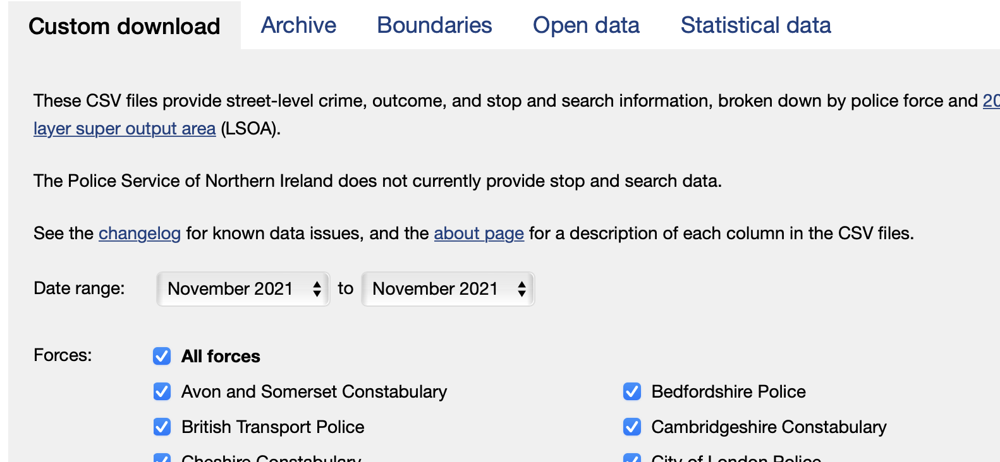 Custom download Archive Boundaries Open data Statistical data
These CSV files provide street-level crime, outcome, and stop and search information, broken down by police force and 20
layer super output area (LSOA).
The Police Service of Northern Ireland does not currently provide stop and search data.
See the changelog for known data issues, and the about page for a description of each column in the CSV files.
Date range: November 2021 to November 2021
Forces: All forces
Avon and Somerset Constabulary Bedfordshire Police
British Transport Police Cambridgeshire Constabulary
Cheshire Constabulary City of London Police